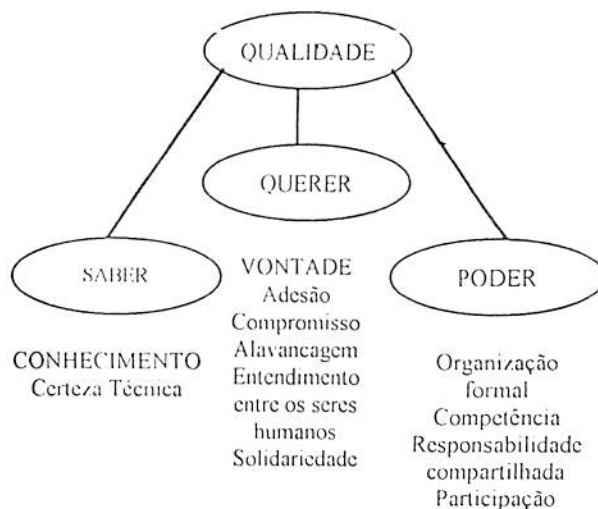 QUALIDADE
QUERER
SABER
PODER
VONTADE
Adesão
Compromisso
Alavancagem
Entendimento
entre os seres
humanos
Solidariedade
CONHECIMENTO
Certeza Técnica
Organização
formal
Competência
Responsabilidade
compartilhada
Participação